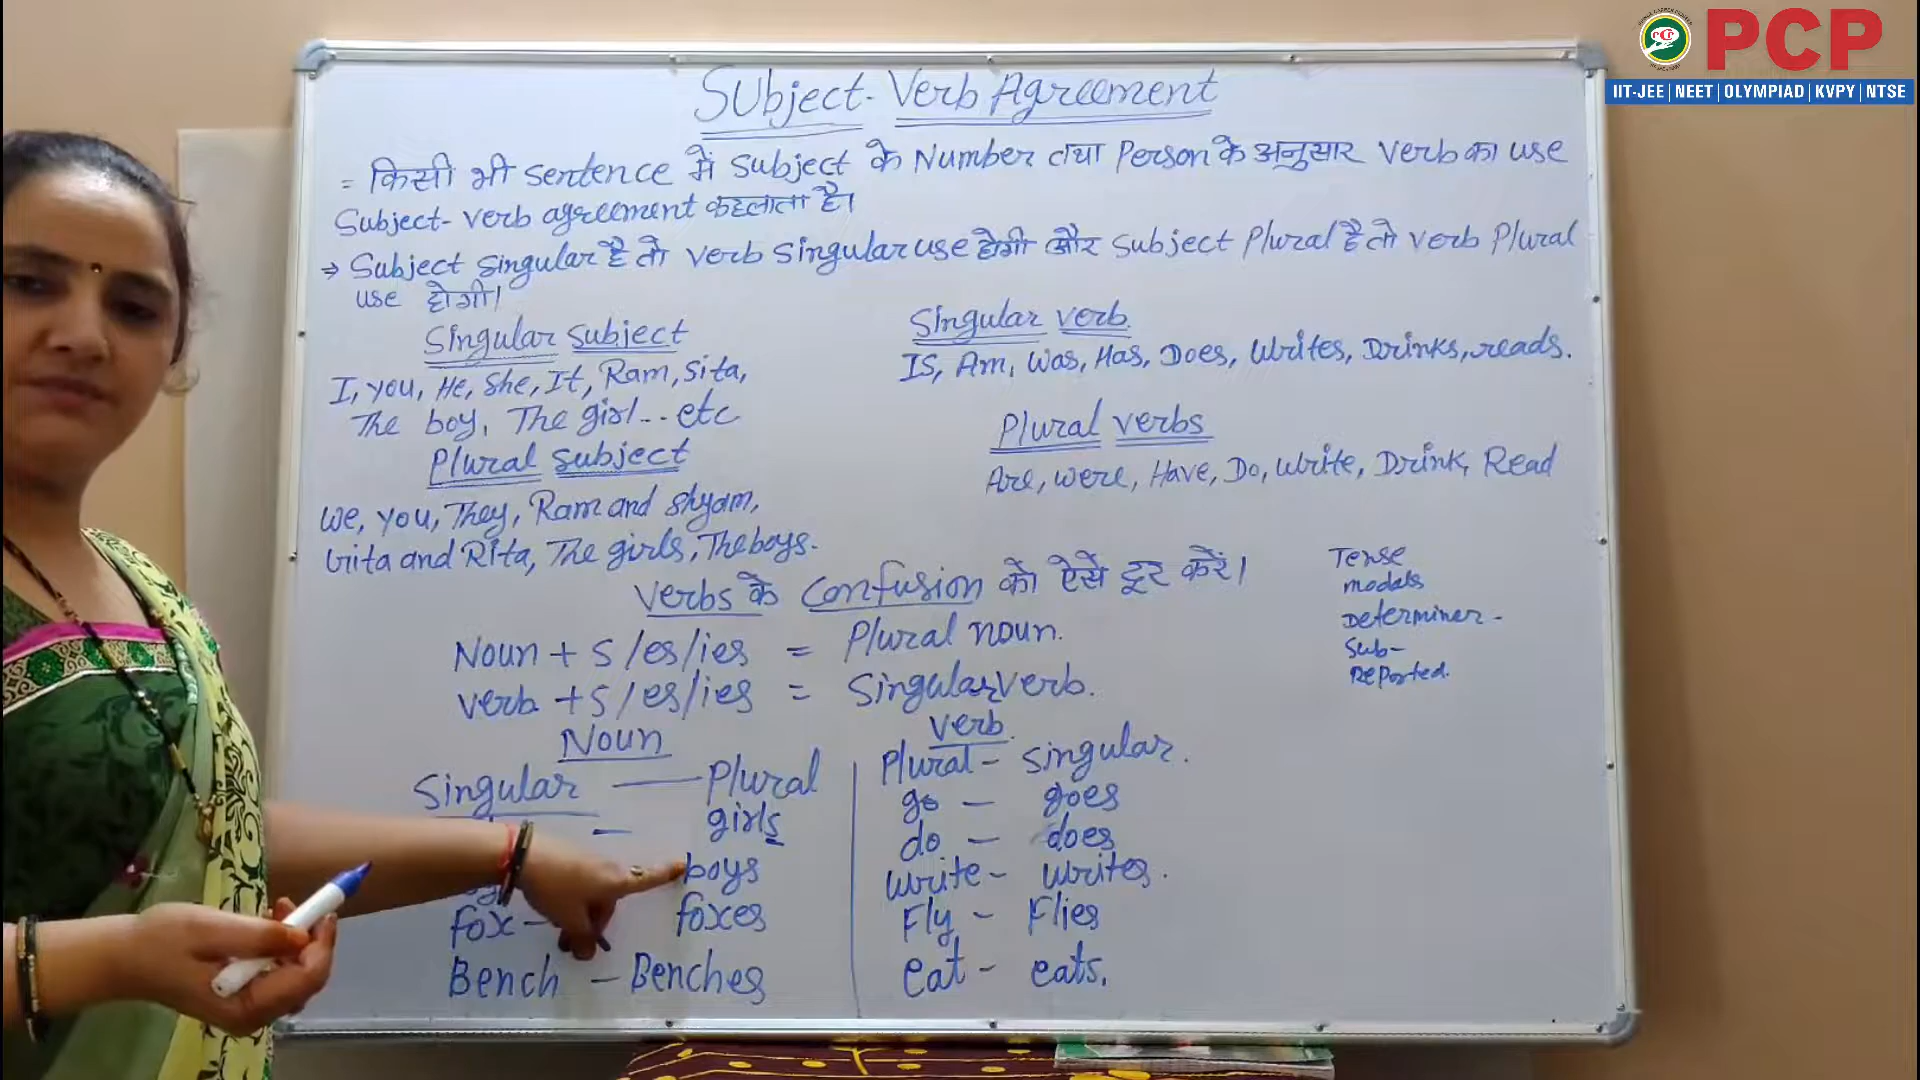 PCP
IIT-JEE | NEET | OLYMPIAD | KVPY | NTSE
Subject-Verb Agreement
= किसी भी Sentence में Subject के Number तथा Person के अनुसार Verb का use
Subject-verb agreement कहलाता है।
⇒ Subject singular है तो verb singular use होगी और Subject Plural है तो verb Plural
use होगी।
Singular Subject
I, you, He, She, It, Ram, Sita,
The boy, The girl... etc
Plural Subject
We, you, They, Ram and Shyam,
Gita and Rita, The girls, The boys.
Singular verb.
Is, Am, Was, Has, Does, Writes, Drinks, reads.
Plural verbs
Are, were, Have, Do, Write, Drink, Read
Verbs के Confusion को ऐसे दूर करें।
Noun + s/es/ies = Plural noun.
verb + s/es/ies = Singular verb.
Noun
Singular — Plural
— girls
boys
fox - foxes
Bench - Benches
Verb.
Plural - singular.
go - goes
do - does
write - writes.
Fly - Flies
eat - eats.
Tense
modals
Determiner -
Sub-
Reported.